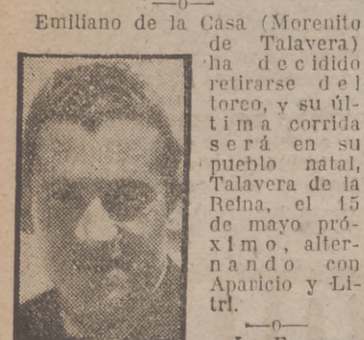 —o—
Emiliano de la Casa (Morenito
de Talavera)
ha decidido
retirarse del
toreo, y su úl-
tima corrida
será en su
pueblo natal,
Talavera de la
Reina, el 15
de mayo pró-
ximo, alter-
nando con
Aparicio y Li-
tri.
—o—